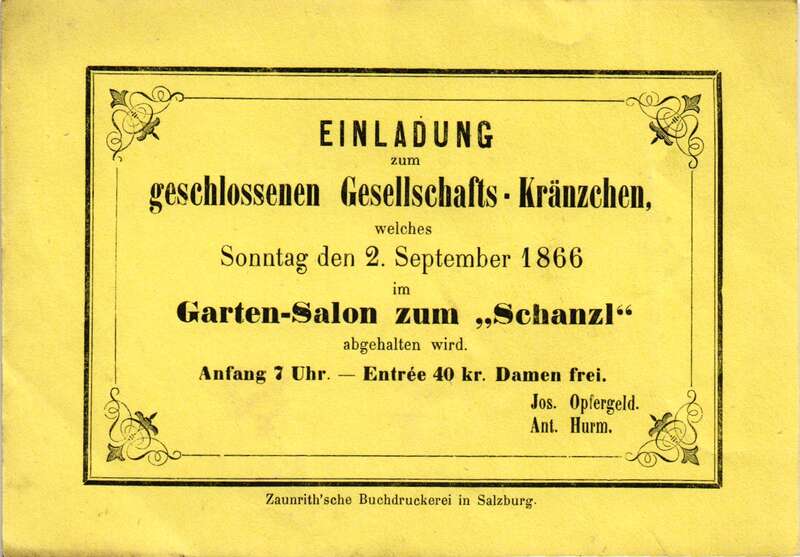 EINLADUNG
zum
geschlossenen Gesellschafts-Kränzchen,
welches
Sonntag den 2. September 1866
im
Garten-Salon zum „Schanzl“
abgehalten wird.
Anfang 7 Uhr. — Entrée 40 kr. Damen frei.
Jos. Opfergeld.
Ant. Hurm.
Zaunrith'sche Buchdruckerei in Salzburg.